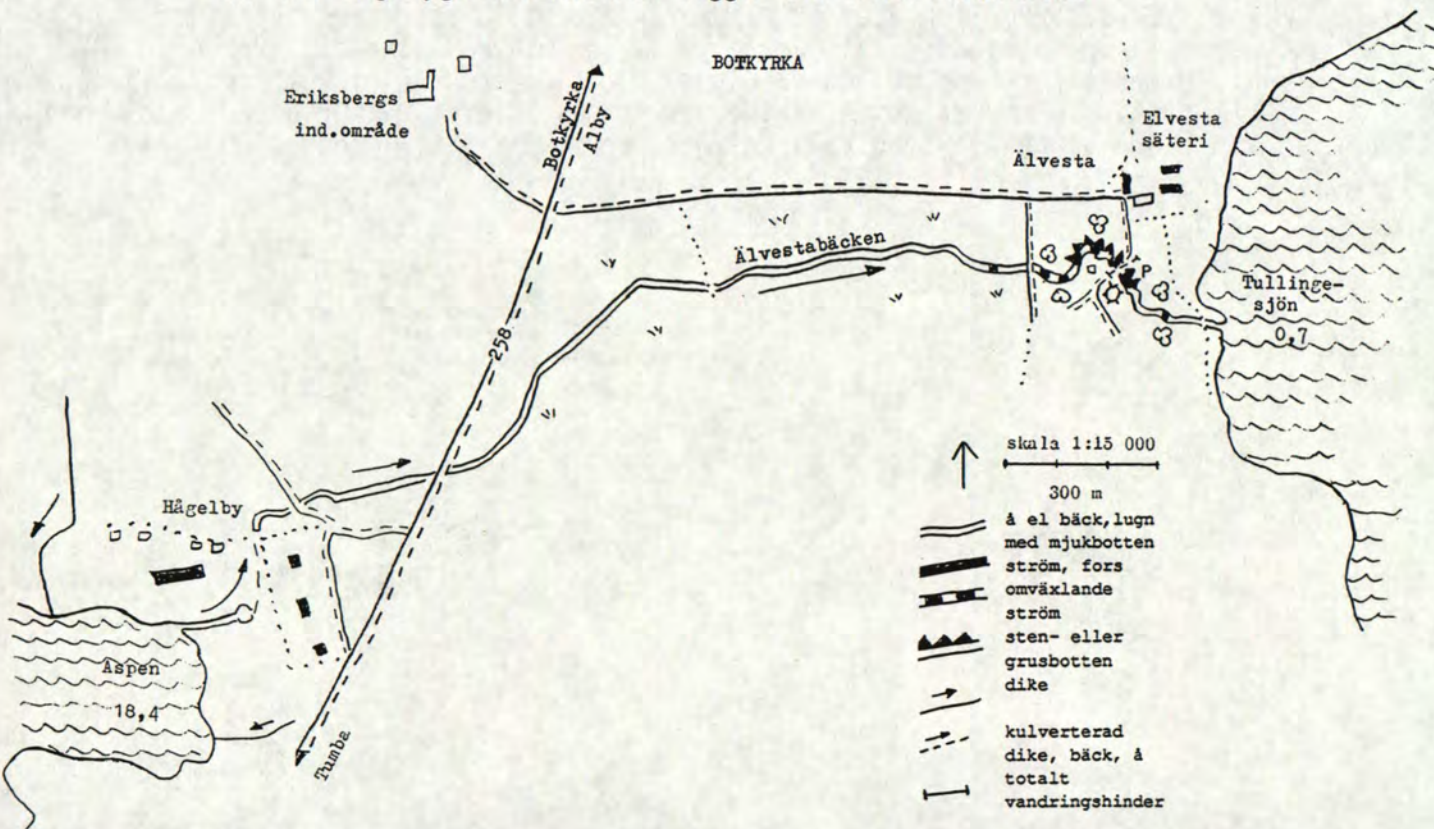 BOTKYRKA
Eriksbergs
ind.område
Botkyrka
Alby
Elvesta
säteri
Älvesta
Älvestabäcken
P
Tullinge-
sjön
0,7
258
skala 1:15 000
300 m
å el bäck,lugn
med mjukbotten
ström, fors
omväxlande
ström
sten- eller
grusbotten
dike
kulverterad
dike, bäck, å
totalt
vandringshinder
Hågelby
Aspen
18,4
Tumba